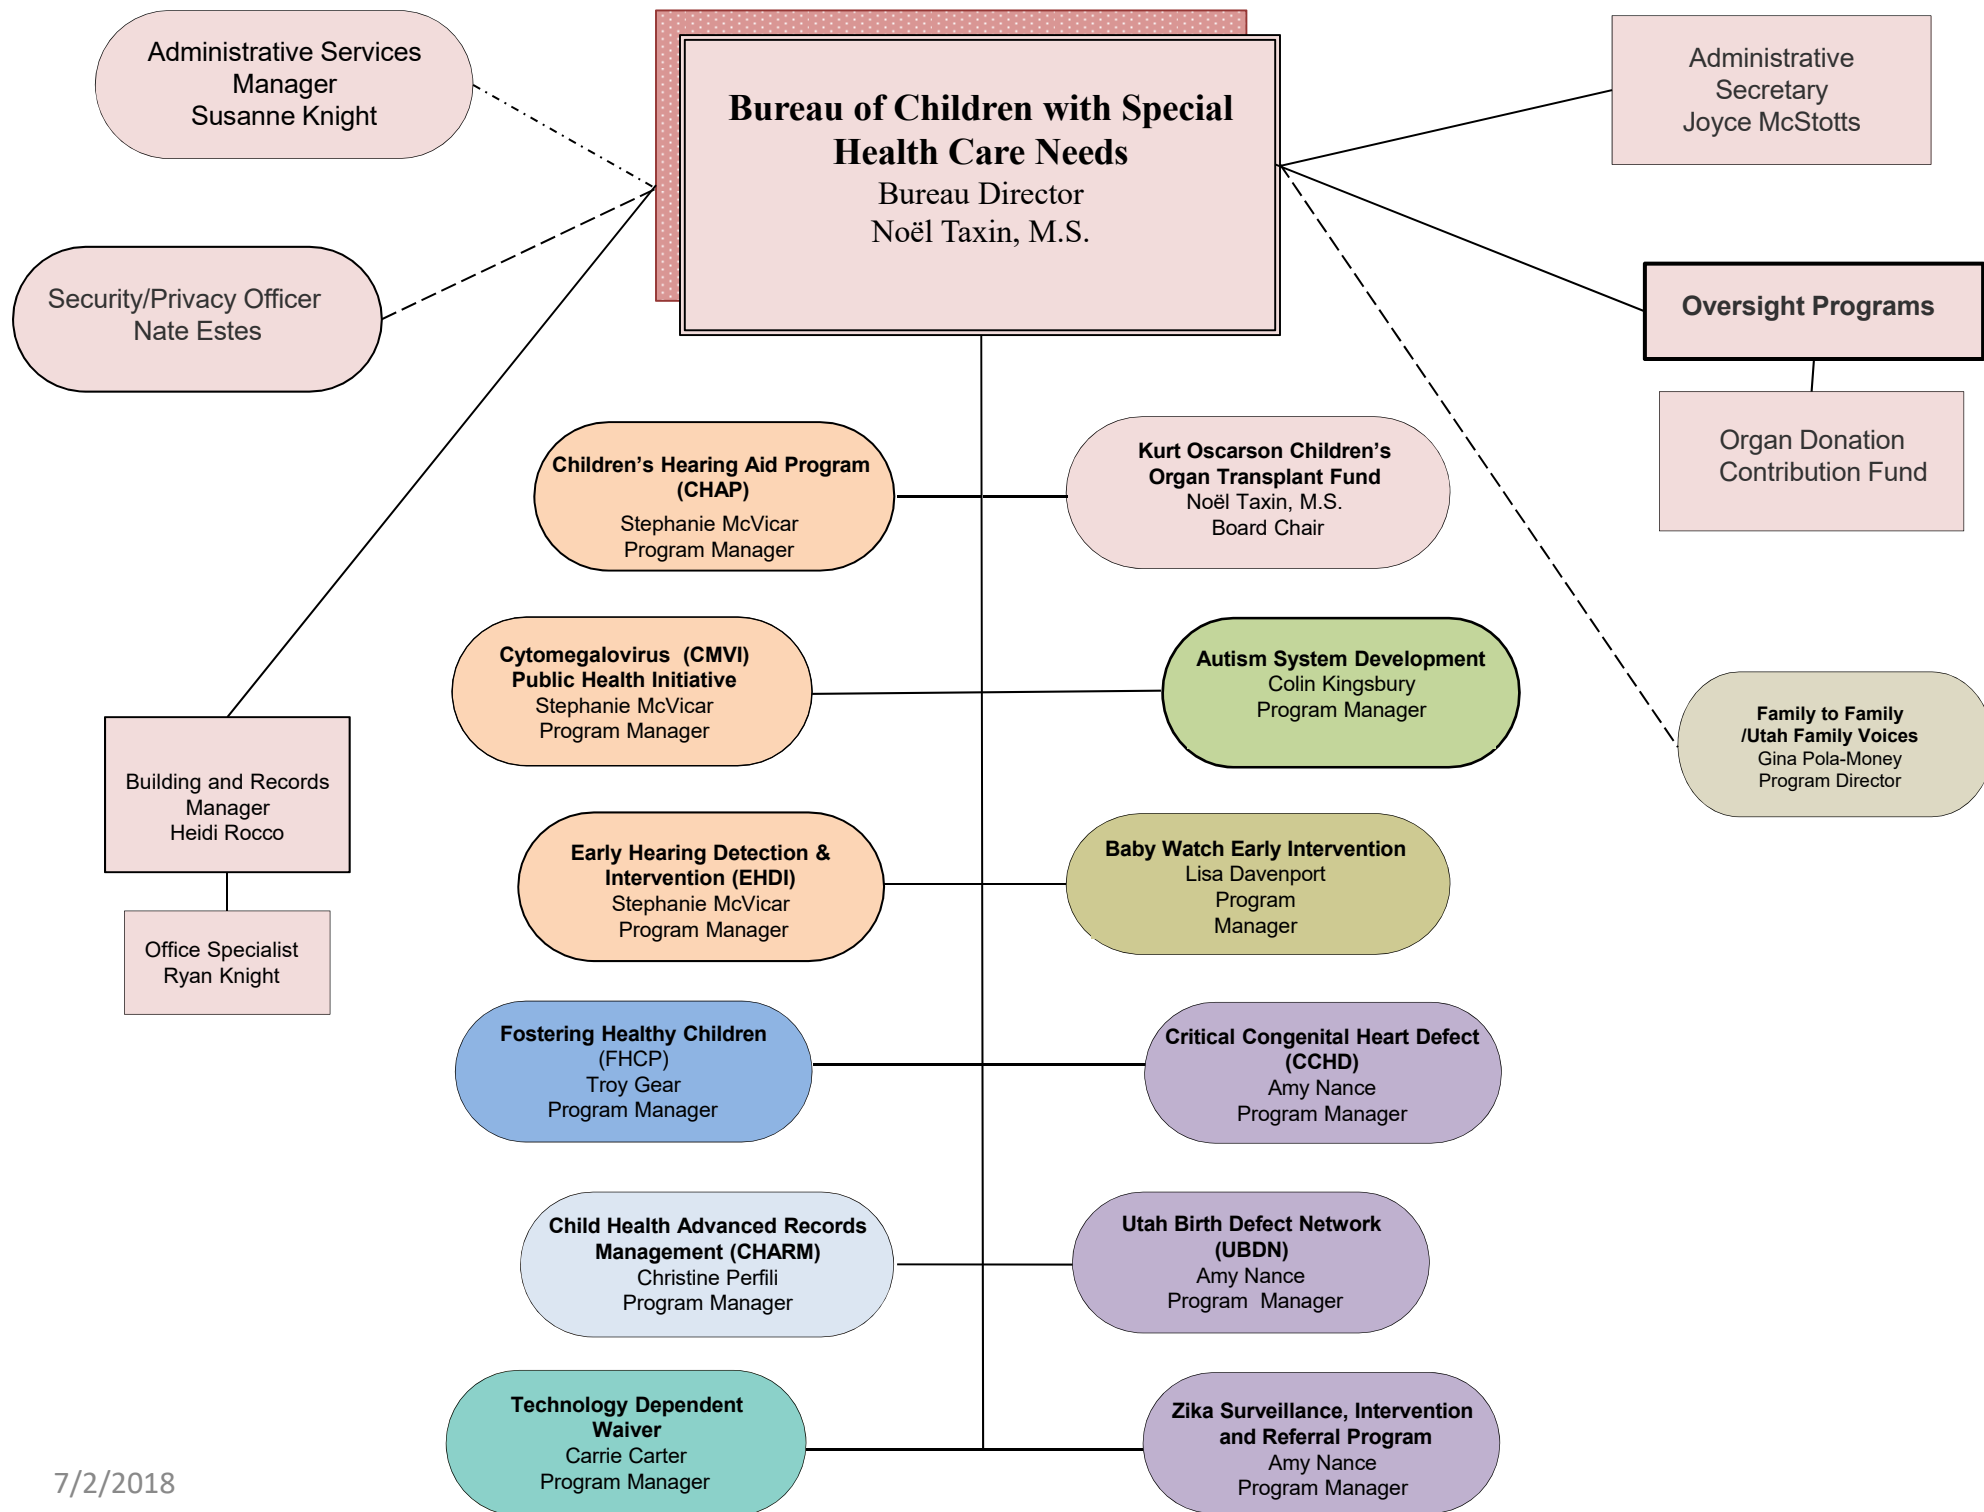 Administrative Services
Manager
Susanne Knight
Bureau of Children with Special
Health Care Needs
Bureau Director
Noël Taxin, M.S.
Administrative
Secretary
Joyce McStotts
Security/Privacy Officer
Nate Estes
Oversight Programs
Organ Donation
Contribution Fund
Children's Hearing Aid Program
(CHAP)
Stephanie McVicar
Program Manager
Kurt Oscarson Children's
Organ Transplant Fund
Noël Taxin, M.S.
Board Chair
Cytomegalovirus (CMVI)
Public Health Initiative
Stephanie McVicar
Program Manager
Autism System Development
Colin Kingsbury
Program Manager
Family to Family
/Utah Family Voices
Gina Pola-Money
Program Director
Building and Records
Manager
Heidi Rocco
Office Specialist
Ryan Knight
Early Hearing Detection &
Intervention (EHDI)
Stephanie McVicar
Program Manager
Baby Watch Early Intervention
Lisa Davenport
Program
Manager
Fostering Healthy Children
(FHCP)
Troy Gear
Program Manager
Critical Congenital Heart Defect
(CCHD)
Amy Nance
Program Manager
Child Health Advanced Records
Management (CHARM)
Christine Perfili
Program Manager
Utah Birth Defect Network
(UBDN)
Amy Nance
Program Manager
Technology Dependent
Waiver
Carrie Carter
Program Manager
Zika Surveillance, Intervention
and Referral Program
Amy Nance
Program Manager
7/2/2018